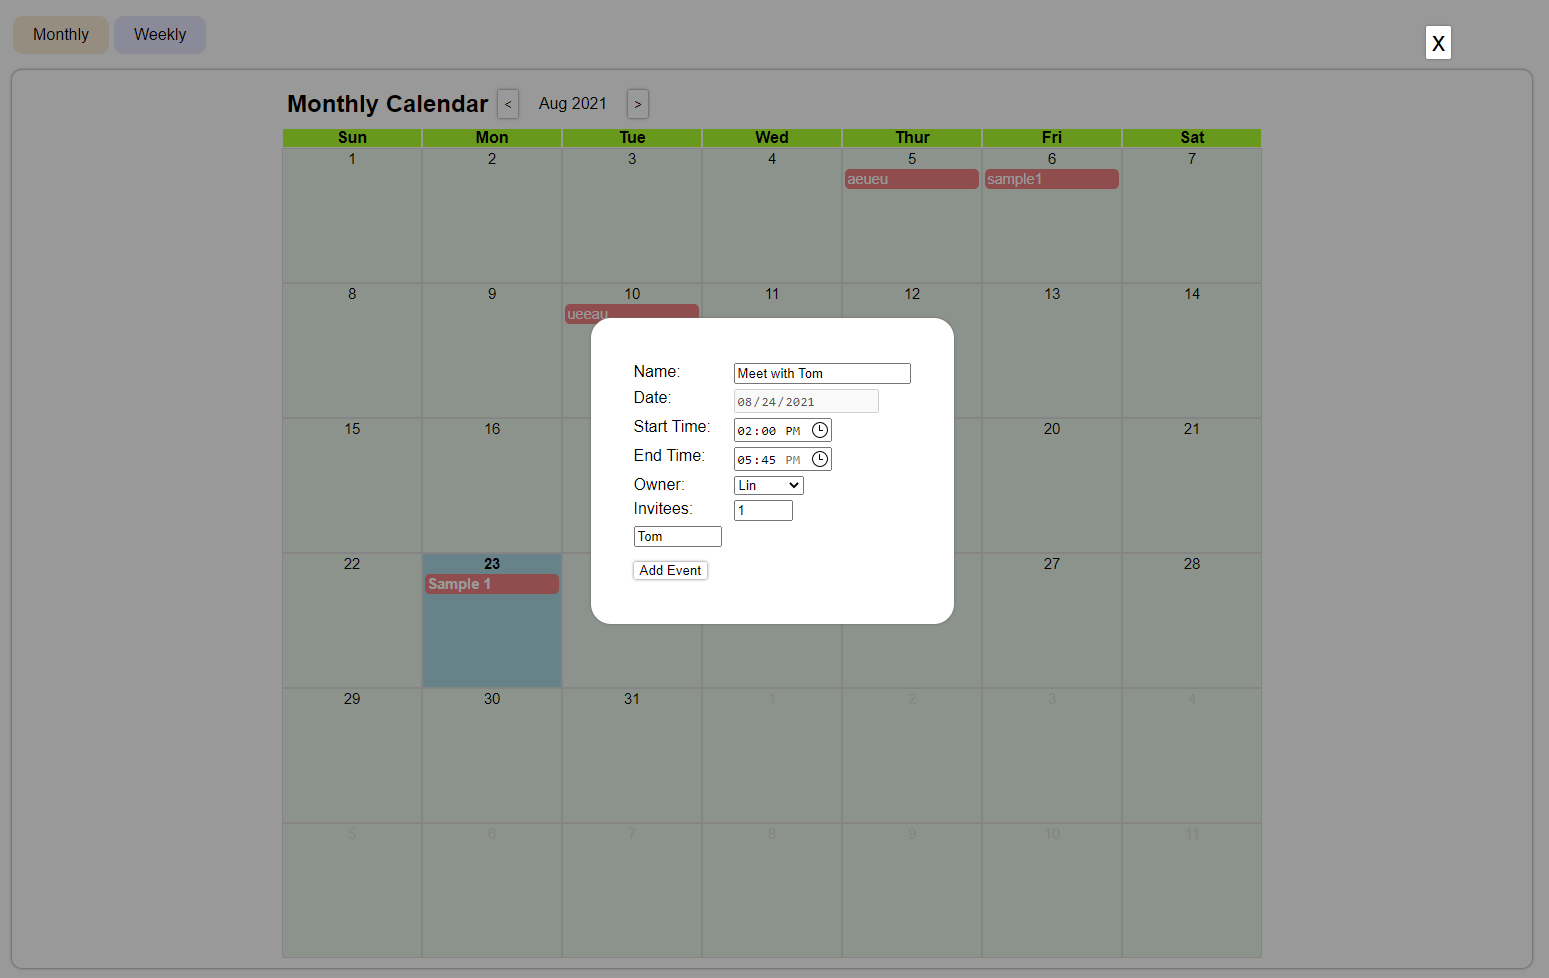 Monthly Weekly
X
Monthly Calendar < Aug 2021 >
Sun Mon Tue Wed Thur Fri Sat
1 2 3 4 5 6 7
aeueu sample1
8 9 10 11 12 13 14
ueeau
Name: Meet with Tom
Date: 08/24/2021
15 16 20 21
Start Time: 02:00 PM
End Time: 05:45 PM
Owner: Lin
Invitees: 1
Tom
22 23 27 28
Add Event
Sample 1
29 30 31 1 2 3 4
5 6 7 8 9 10 11